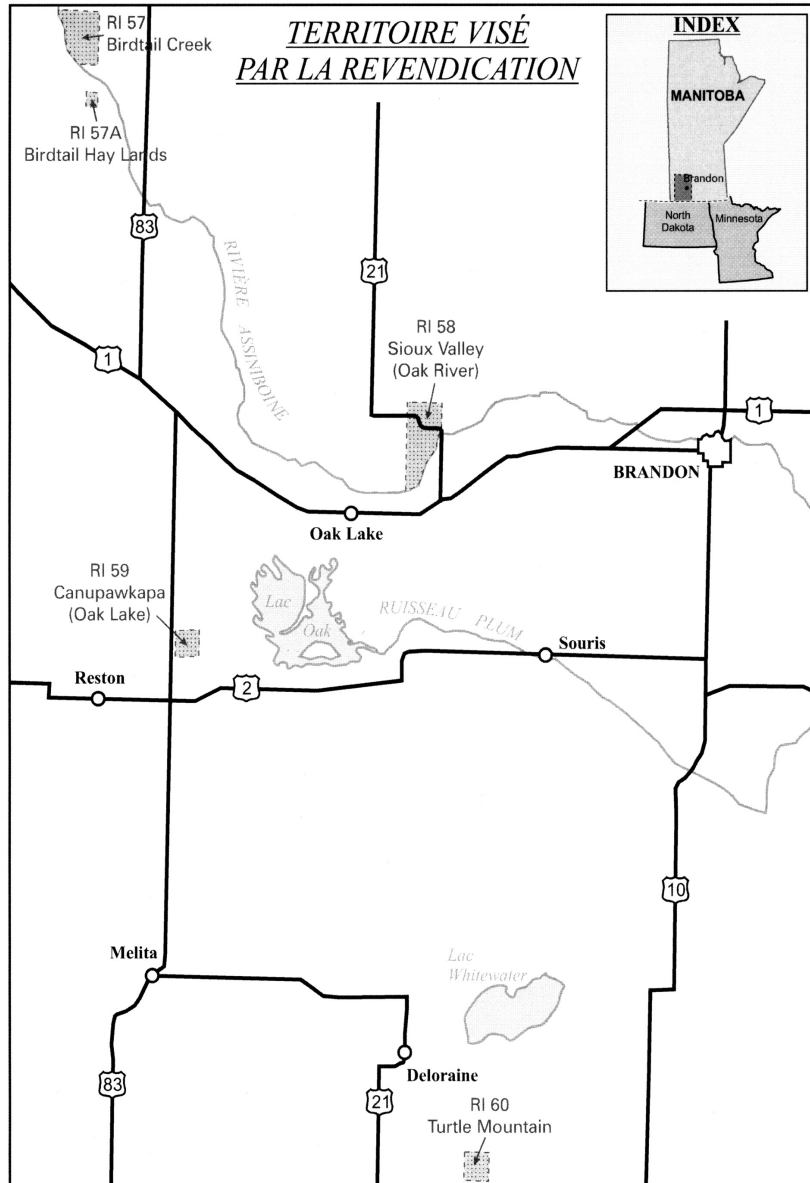 TERRITOIRE VISÉ
PAR LA REVENDICATION
INDEX
MANITOBA
Brandon
North
Dakota
Minnesota
RI 57
Birdtail Creek
RI 57A
Birdtail Hay Lands
83
21
RIVIÈRE ASSINIBOINE
1
RI 58
Sioux Valley
(Oak River)
1
BRANDON
Oak Lake
RI 59
Canupawkapa
(Oak Lake)
Lac
Oak
RUISSEAU PLUM
Souris
Reston
2
10
Melita
Lac
Whitewater
Deloraine
83
21
RI 60
Turtle Mountain